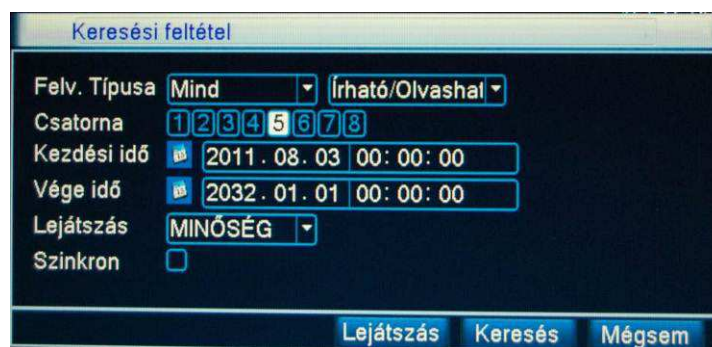 Keresési feltétel
Felv. Típusa Mind Írható/Olvashat
Csatorna 1 2 3 4 5 6 7 8
Kezdési idő 2011. 08. 03 00: 00: 00
Vége idő 2032. 01. 01 00: 00: 00
Lejátszás MINŐSÉG
Szinkron
Lejátszás Keresés Mégsem